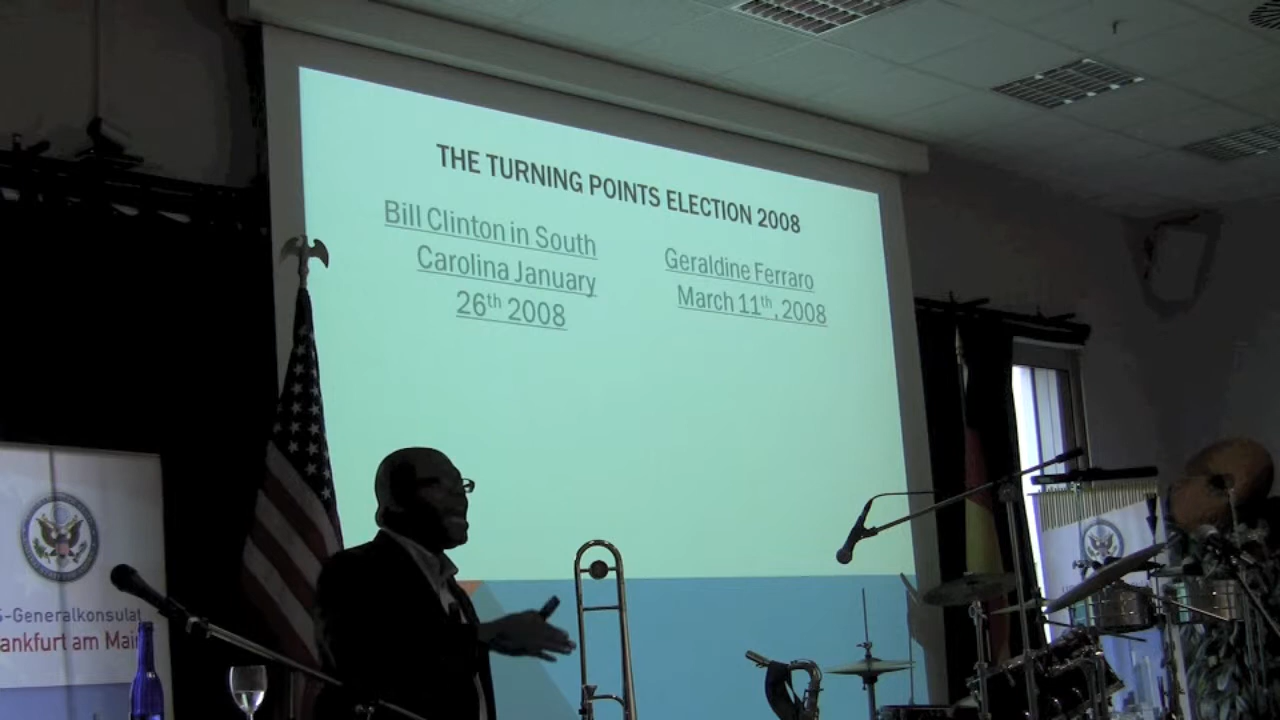 THE TURNING POINTS ELECTION 2008
Bill Clinton in South
Carolina January
26th 2008
Geraldine Ferraro
March 11th, 2008
S-Generalkonsulat
ankfurt am Main